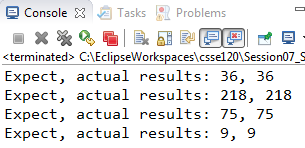 Console Tasks Problems
<terminated> C:\EclipseWorkspaces\csse120\Session07_S
Expect, actual results: 36, 36
Expect, actual results: 218, 218
Expect, actual results: 75, 75
Expect, actual results: 9, 9